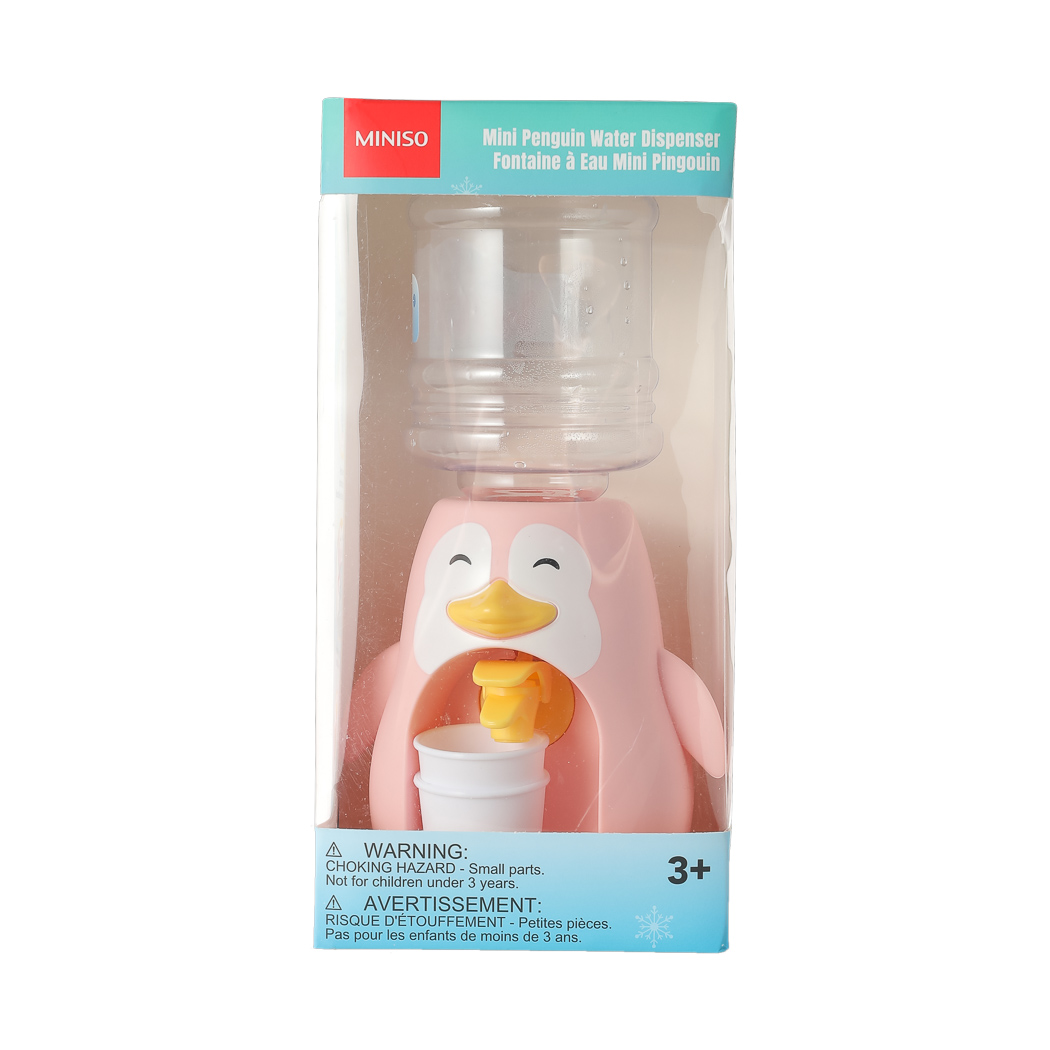 MINISO
Mini Penguin Water Dispenser
Fontaine à Eau Mini Pingouin
⚠ WARNING:
CHOKING HAZARD - Small parts.
Not for children under 3 years.
⚠ AVERTISSEMENT:
RISQUE D'ÉTOUFFEMENT - Petites pièces.
Pas pour les enfants de moins de 3 ans.
3+